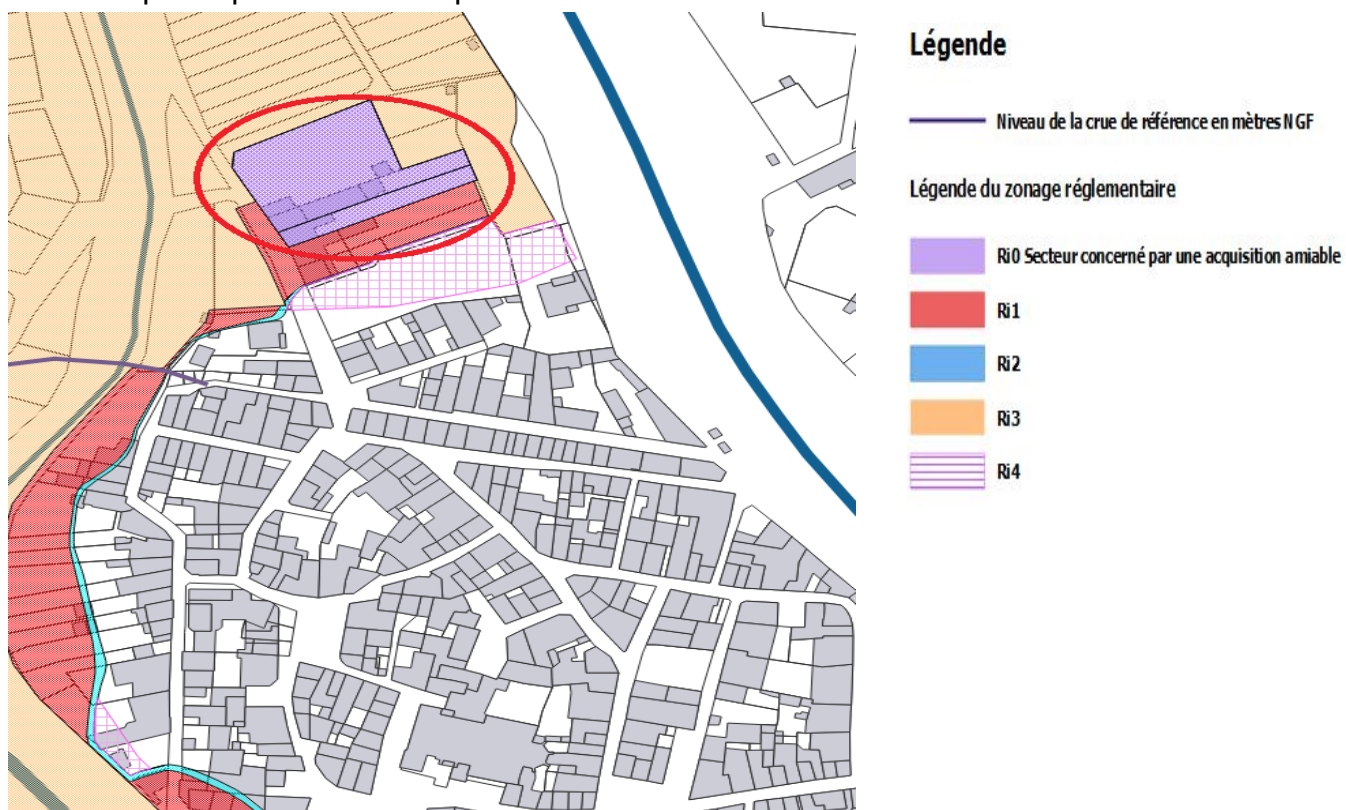 Légende
Niveau de la crue de référence en mètres NGF
Légende du zonage réglementaire
Ri0 Secteur concerné par une acquisition amiable
Ri1
Ri2
Ri3
Ri4